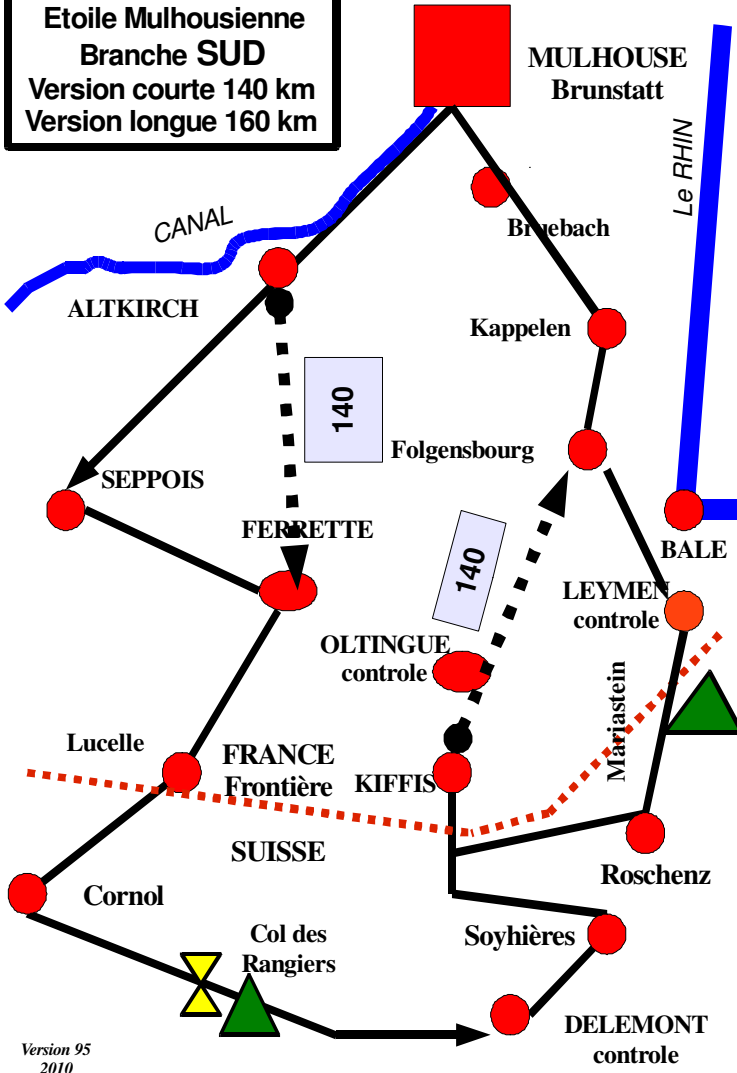 Etoile Mulhousienne
Branche SUD
Version courte 140 km
Version longue 160 km
MULHOUSE
Brunstatt
Le RHIN
CANAL
Bruebach
ALTKIRCH
Kappelen
140
Folgensbourg
SEPPOIS
FERRETTE
140
BALE
LEYMEN
controle
OLTINGUE
controle
Mariastein
Lucelle
FRANCE
Frontière
KIFFIS
SUISSE
Roschenz
Cornol
Col des
Rangiers
Soyhières
DELEMONT
controle
Version 95
2010